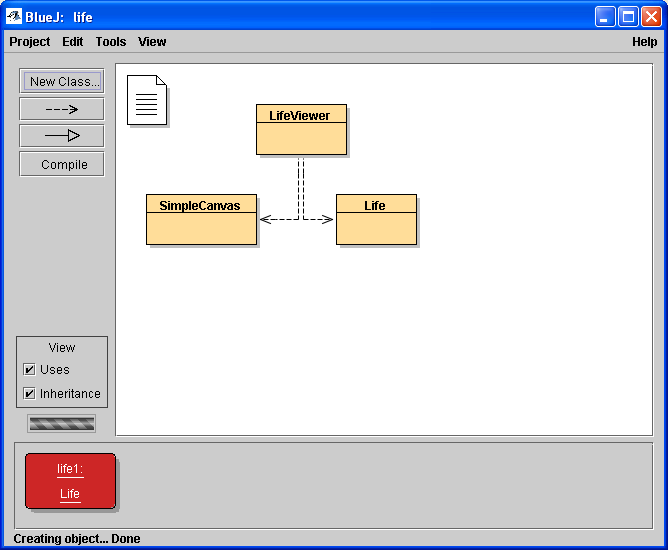 BlueJ: life
Project Edit Tools View Help
New Class...
Compile
LifeViewer
SimpleCanvas
Life
View
Uses
Inheritance
life1:
Life
Creating object... Done